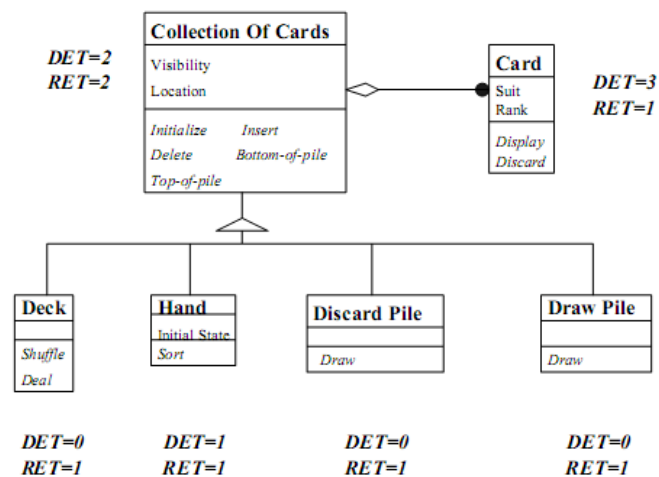 Collection Of Cards
DET=2
RET=2
Visibility
Location
Initialize Insert
Delete Bottom-of-pile
Top-of-pile
Card
Suit
Rank
Display
Discard
DET=3
RET=1
Deck
Shuffle
Deal
Hand
Initial State
Sort
Discard Pile
Draw
Draw Pile
Draw
DET=0
RET=1
DET=1
RET=1
DET=0
RET=1
DET=0
RET=1